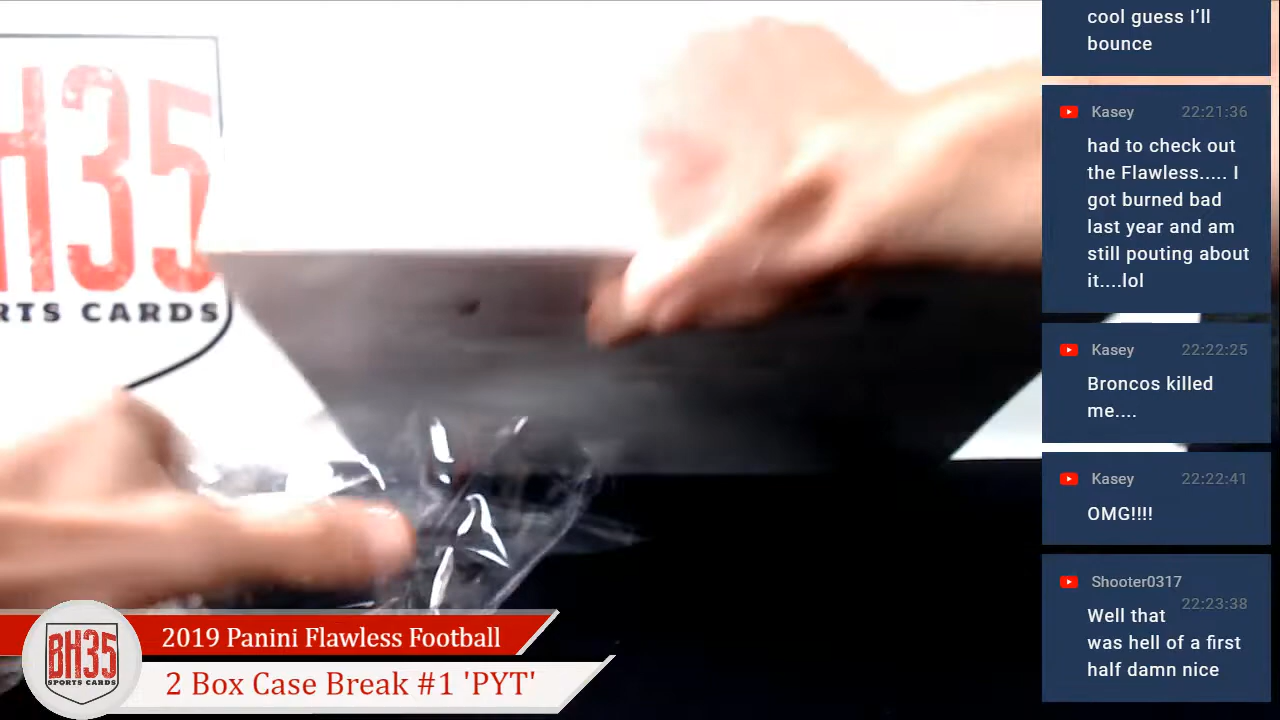 BH35
RTS CARDS
cool guess I'll
bounce
Kasey 22:21:36
had to check out
the Flawless..... I
got burned bad
last year and am
still pouting about
it....lol
Kasey 22:22:25
Broncos killed
me....
Kasey 22:22:41
OMG!!!!
Shooter0317
22:23:38
Well that
was hell of a first
half damn nice
BH35
SPORTS CARDS
2019 Panini Flawless Football
2 Box Case Break #1 'PYT'